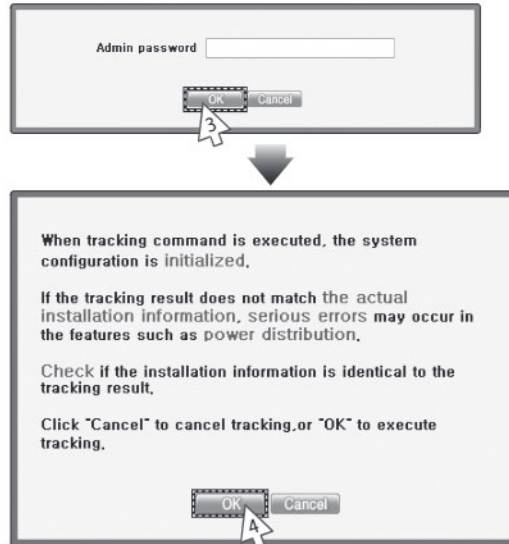 Admin password
OK Cancel
3
When tracking command is executed, the system
configuration is initialized.
If the tracking result does not match the actual
installation information, serious errors may occur in
the features such as power distribution.
Check if the installation information is identical to the
tracking result.
Click "Cancel" to cancel tracking,or "OK" to execute
tracking.
OK Cancel
4